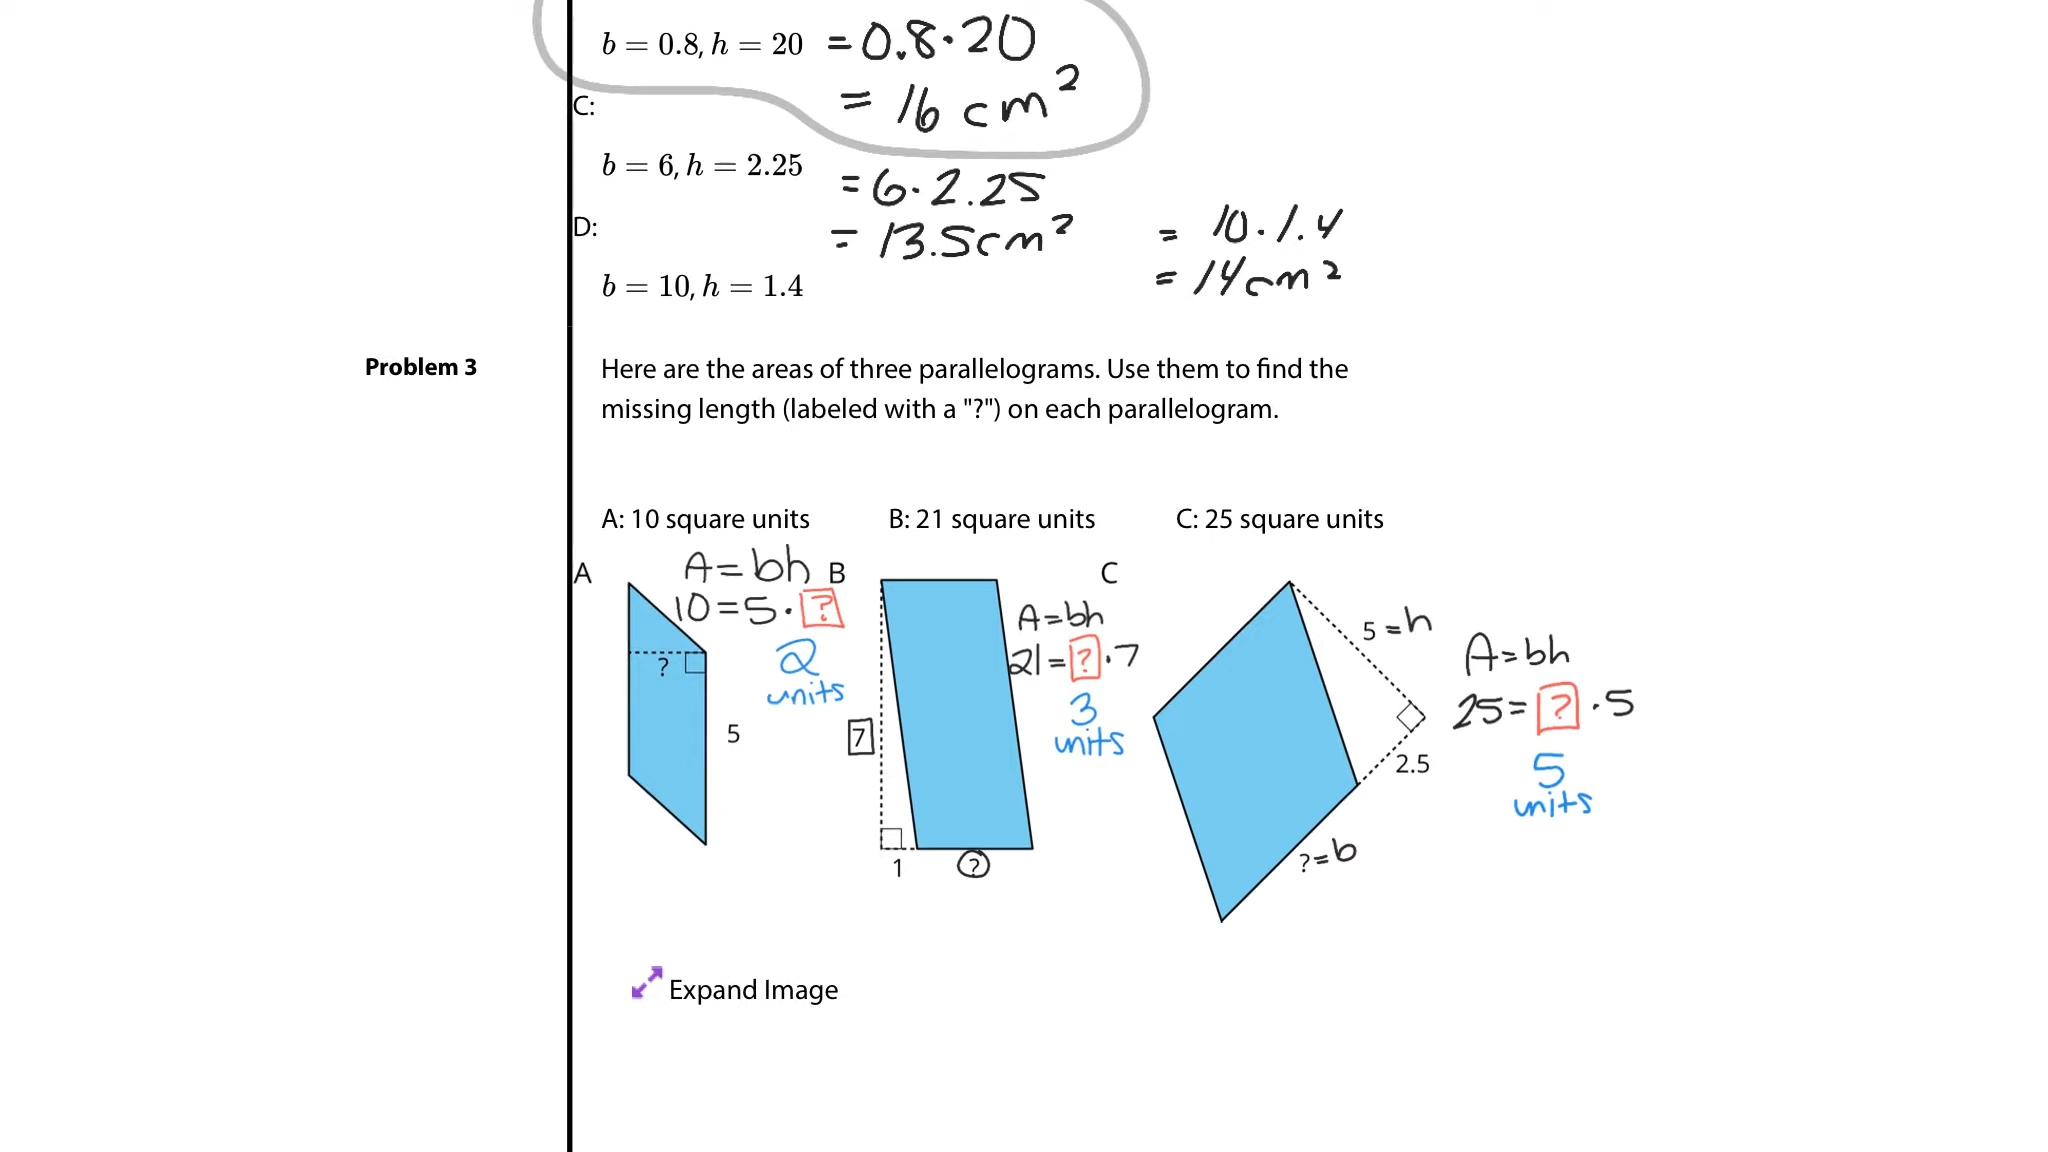 b = 0.8, h = 20 = 0.8·20
C: = 16 cm²
b = 6, h = 2.25 = 6·2.25
D: = 13.5cm² = 10·1.4
b = 10, h = 1.4 = 14cm²
Problem 3
Here are the areas of three parallelograms. Use them to find the
missing length (labeled with a "?") on each parallelogram.
A: 10 square units B: 21 square units C: 25 square units
A
A=bh
10=5·?
2
units
?
5
B
A=bh
21=?·7
3
units
7
1
?
C
5 =h
2.5
?=b
A=bh
25=?·5
5
units
Expand Image